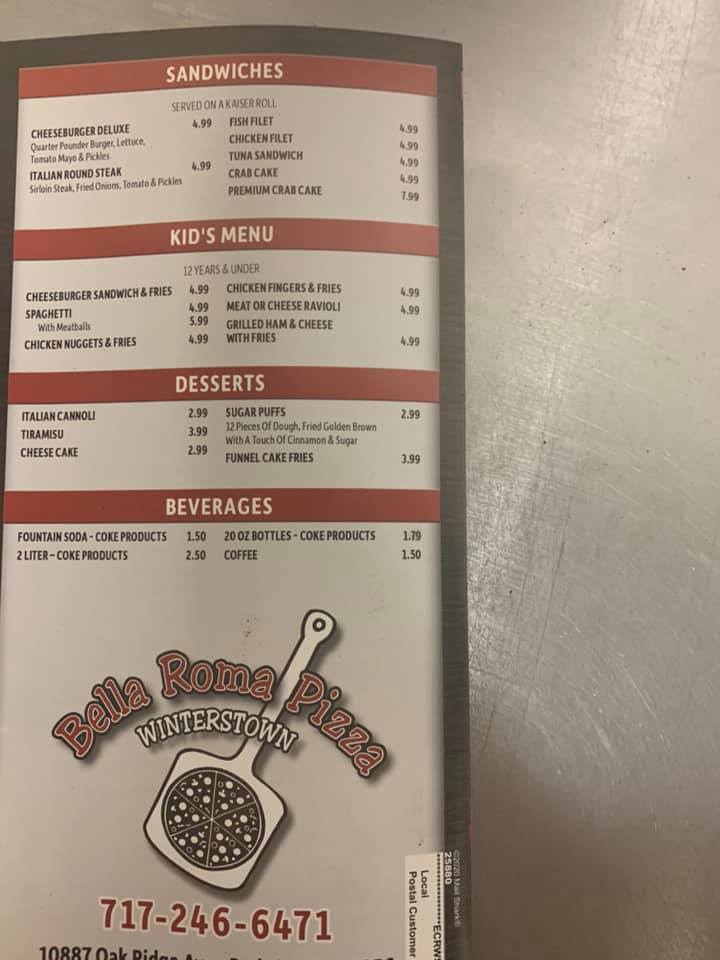 SANDWICHES
SERVED ON A KAISER ROLL
CHEESEBURGER DELUXE 4.99
Quarter Pounder Burger, Lettuce,
Tomato Mayo & Pickles
ITALIAN ROUND STEAK 4.99
Sirloin Steak, Fried Onions, Tomato & Pickles
FISH FILET 4.99
CHICKEN FILET 4.99
TUNA SANDWICH 4.99
CRAB CAKE 4.99
PREMIUM CRAB CAKE 7.99
KID'S MENU
12 YEARS & UNDER
CHEESEBURGER SANDWICH & FRIES 4.99
SPAGHETTI 4.99
With Meatballs 5.99
CHICKEN NUGGETS & FRIES 4.99
CHICKEN FINGERS & FRIES 4.99
MEAT OR CHEESE RAVIOLI 4.99
GRILLED HAM & CHEESE
WITH FRIES 4.99
DESSERTS
ITALIAN CANNOLI 2.99
TIRAMISU 3.99
CHEESE CAKE 2.99
SUGAR PUFFS 2.99
12 Pieces Of Dough, Fried Golden Brown
With A Touch Of Cinnamon & Sugar
FUNNEL CAKE FRIES 3.99
BEVERAGES
FOUNTAIN SODA - COKE PRODUCTS 1.50
2 LITER – COKE PRODUCTS 2.50
20 OZ BOTTLES - COKE PRODUCTS 1.79
COFFEE 1.50
Bella Roma Pizza
WINTERSTOWN
717-246-6471
10887 Oak Ridge
©2020 Mail Shark®
25880
Local
Postal Customer